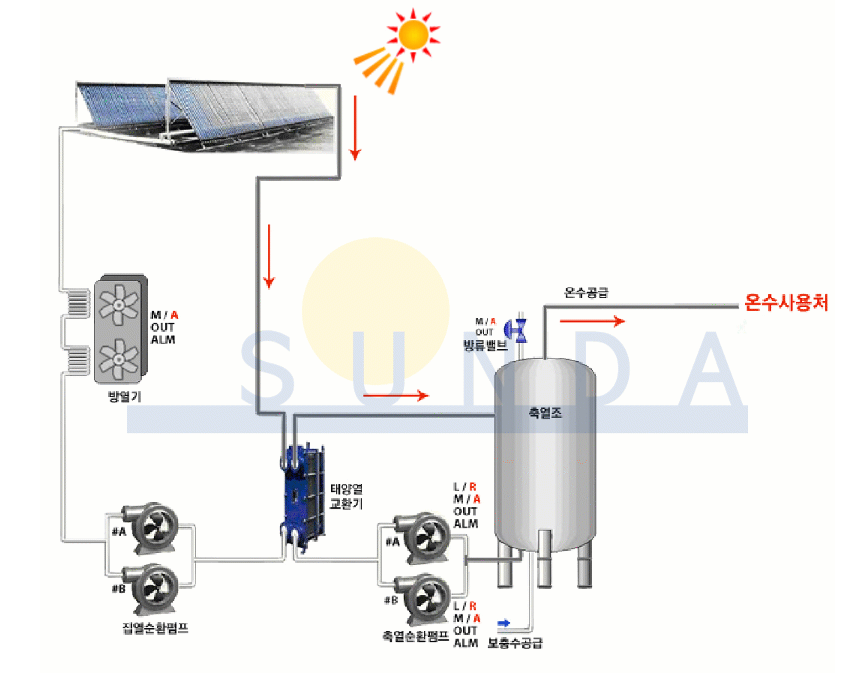 온수공급
온수사용처
M / A
OUT
ALM
M / A
OUT
방류밸브
방열기
SUNDA
축열조
태양열
교환기
L / R
M / A
OUT
ALM
#A
#A
#B
#B
L / R
M / A
OUT
ALM
집열순환펌프
축열순환펌프
보충수공급